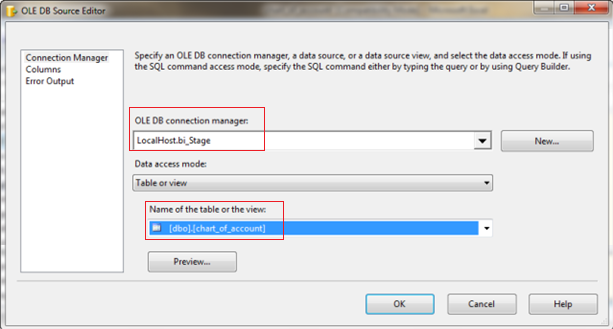 OLE DB Source Editor
Connection Manager
Columns
Error Output
Specify an OLE DB connection manager, a data source, or a data source view, and select the data access mode. If using
the SQL command access mode, specify the SQL command either by typing the query or by using Query Builder.
OLE DB connection manager:
LocalHost.bi_Stage
New...
Data access mode:
Table or view
Name of the table or the view:
[dbo].[chart_of_account]
Preview...
OK
Cancel
Help